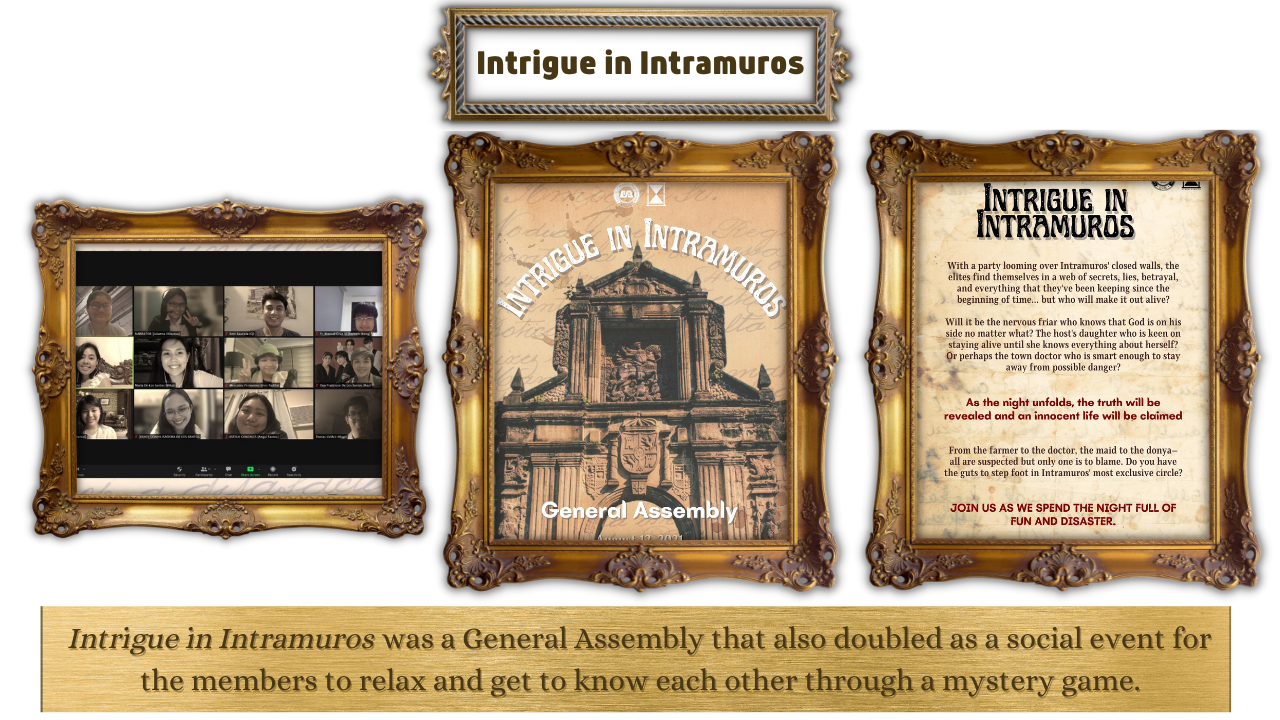 Intrigue in Intramuros
INTRIGUE IN INTRAMUROS
General Assembly
INTRIGUE IN
INTRAMUROS
With a party looming over Intramuros' closed walls, the
elites find themselves in a web of secrets, lies, betrayal,
and everything that they've been keeping since the
beginning of time... but who will make it out alive?
Will it be the nervous friar who knows that God is on his
side no matter what? The host's daughter who is keen on
staying alive until she knows everything about herself?
Or perhaps the town doctor who is smart enough to stay
away from possible danger?
As the night unfolds, the truth will be
revealed and an innocent life will be claimed
From the farmer to the doctor, the maid to the donya—
all are suspected but only one is to blame. Do you have
the guts to step foot in Intramuros' most exclusive circle?
JOIN US AS WE SPEND THE NIGHT FULL OF
FUN AND DISASTER.
Intrigue in Intramuros was a General Assembly that also doubled as a social event for
the members to relax and get to know each other through a mystery game.